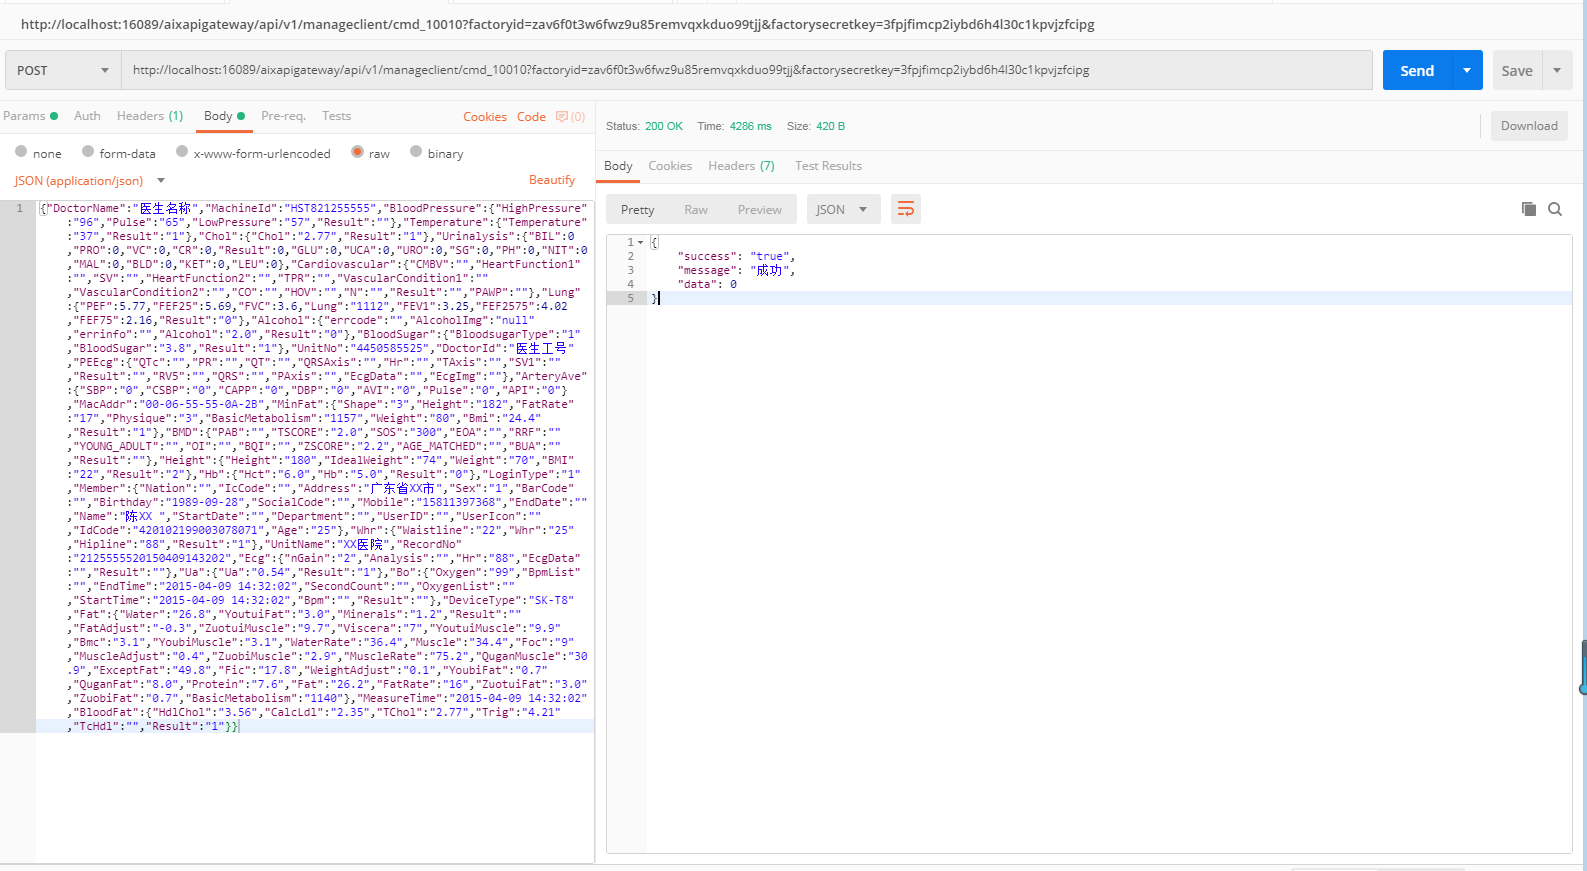 http://localhost:16089/aixapigateway/api/v1/manageclient/cmd_10010?factoryid=zav6f0t3w6fwz9u85remvqxkduo99tjj&factorysecretkey=3fpjfimcp2iybd6h4l30c1kpvjzfcipg
POST http://localhost:16089/aixapigateway/api/v1/manageclient/cmd_10010?factoryid=zav6f0t3w6fwz9u85remvqxkduo99tjj&factorysecretkey=3fpjfimcp2iybd6h4l30c1kpvjzfcipg Send Save
Params Auth Headers (1) Body Pre-req. Tests Cookies Code (0)
none form-data x-www-form-urlencoded raw binary
JSON (application/json) Beautify
1 {"DoctorName":"医生名称","MachineId":"HST821255555","BloodPressure":{"HighPressure"
:"96","Pulse":"65","LowPressure":"57","Result":""},"Temperature":{"Temperature"
:"37","Result":"1"},"Chol":{"Chol":"2.77","Result":"1"},"Urinalysis":{"BIL":0
,"PRO":0,"VC":0,"CR":0,"Result":0,"GLU":0,"UCA":0,"URO":0,"SG":0,"PH":0,"NIT":0
,"MAL":0,"BLD":0,"KET":0,"LEU":0},"Cardiovascular":{"CMBV":"","HeartFunction1"
:"","SV":"","HeartFunction2":"","TPR":"","VascularCondition1":""
,"VascularCondition2":"","CO":"","HOV":"","N":"","Result":"","PAWP":""},"Lung"
:{"PEF":5.77,"FEF25":5.69,"FVC":3.6,"Lung":"1112","FEV1":3.25,"FEF2575":4.02
,"FEF75":2.16,"Result":"0"},"Alcohol":{"errcode":"","AlcoholImg":"null"
,"errinfo":"","Alcohol":"2.0","Result":"0"},"BloodSugar":{"BloodsugarType":"1"
,"BloodSugar":"3.8","Result":"1"},"UnitNo":"4450585525","DoctorId":"医生工号"
,"PEEcg":{"QTc":"","PR":"","QT":"","QRSAxis":"","Hr":"","TAxis":"","SV1":""
,"Result":"","RV5":"","QRS":"","PAxis":"","EcgData":"","EcgImg":""},"ArteryAve"
:{"SBP":"0","CSBP":"0","CAPP":"0","DBP":"0","AVI":"0","Pulse":"0","API":"0"}
,"MacAddr":"00-06-55-55-0A-2B","MinFat":{"Shape":"3","Height":"182","FatRate"
:"17","Physique":"3","BasicMetabolism":"1157","Weight":"80","Bmi":"24.4"
,"Result":"1"},"BMD":{"PAB":"","TSCORE":"2.0","SOS":"300","EOA":"","RRF":""
,"YOUNG_ADULT":"","OI":"","BQI":"","ZSCORE":"2.2","AGE_MATCHED":"","BUA":""
,"Result":""},"Height":{"Height":"180","IdealWeight":"74","Weight":"70","BMI"
:"22","Result":"2"},"Hb":{"Hct":"6.0","Hb":"5.0","Result":"0"},"LoginType":"1"
,"Member":{"Nation":"","IcCode":"","Address":"广东省XX市","Sex":"1","BarCode"
:"","Birthday":"1989-09-28","SocialCode":"","Mobile":"15811397368","EndDate":""
,"Name":"陈XX ","StartDate":"","Department":"","UserID":"","UserIcon":""
,"IdCode":"420102199003078071","Age":"25"},"Whr":{"Waistline":"22","Whr":"25"
,"Hipline":"88","Result":"1"},"UnitName":"XX医院","RecordNo"
:"2125555520150409143202","Ecg":{"nGain":"2","Analysis":"","Hr":"88","EcgData"
:"","Result":""},"Ua":{"Ua":"0.54","Result":"1"},"Bo":{"Oxygen":"99","BpmList"
:"","EndTime":"2015-04-09 14:32:02","SecondCount":"","OxygenList":""
,"StartTime":"2015-04-09 14:32:02","Bpm":"","Result":""},"DeviceType":"SK-T8"
,"Fat":{"Water":"26.8","YoutuiFat":"3.0","Minerals":"1.2","Result":""
,"FatAdjust":"-0.3","ZuotuiMuscle":"9.7","Viscera":"7","YoutuiMuscle":"9.9"
,"Bmc":"3.1","YoubiMuscle":"3.1","WaterRate":"36.4","Muscle":"34.4","Foc":"9"
,"MuscleAdjust":"0.4","ZuobiMuscle":"2.9","MuscleRate":"75.2","QuganMuscle":"30
.9","ExceptFat":"49.8","Fic":"17.8","WeightAdjust":"0.1","YoubiFat":"0.7"
,"QuganFat":"8.0","Protein":"7.6","Fat":"26.2","FatRate":"16","ZuotuiFat":"3.0"
,"ZuobiFat":"0.7","BasicMetabolism":"1140"},"MeasureTime":"2015-04-09 14:32:02"
,"BloodFat":{"HdlChol":"3.56","CalcLdl":"2.35","TChol":"2.77","Trig":"4.21"
,"TcHdl":"","Result":"1"}}
Status: 200 OK Time: 4286 ms Size: 420 B Download
Body Cookies Headers (7) Test Results
Pretty Raw Preview JSON
1 {
2 "success": "true",
3 "message": "成功",
4 "data": 0
5 }